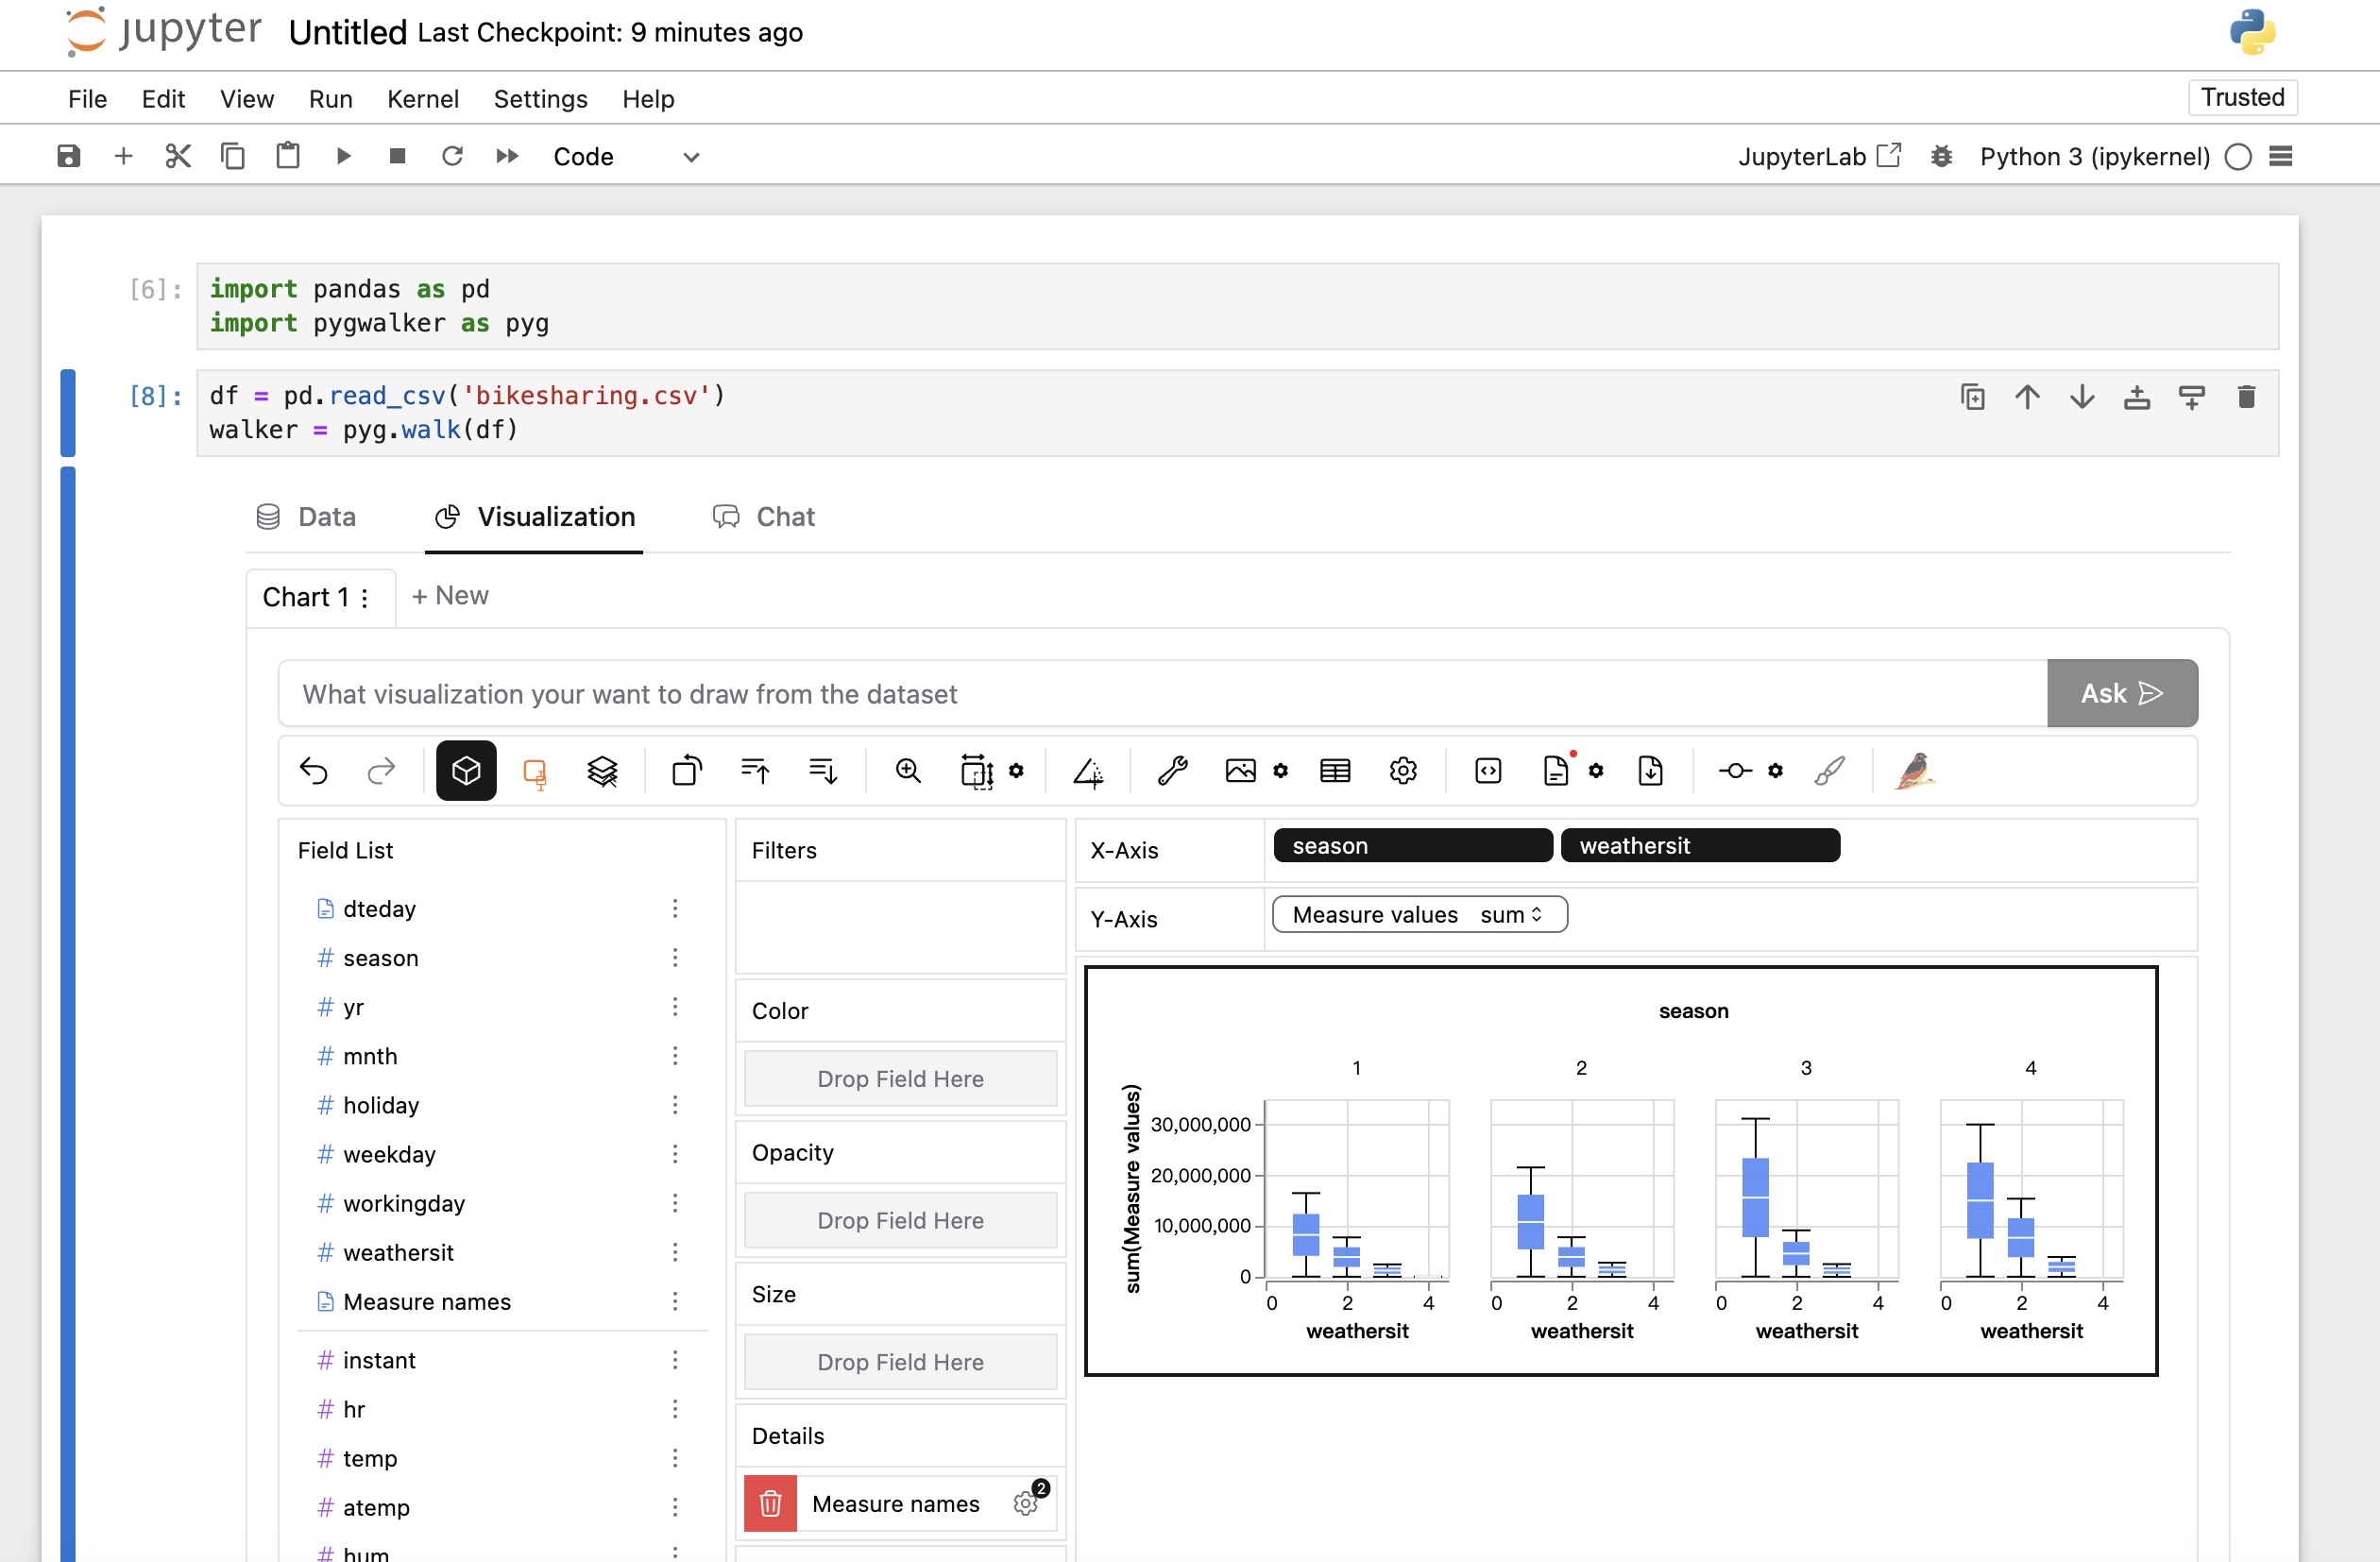 jupyter Untitled Last Checkpoint: 9 minutes ago
File Edit View Run Kernel Settings Help Trusted
Code JupyterLab Python 3 (ipykernel)
[6]: import pandas as pd
import pygwalker as pyg
[8]: df = pd.read_csv('bikesharing.csv')
walker = pyg.walk(df)
Data Visualization Chat
Chart 1 + New
What visualization your want to draw from the dataset Ask
Field List
dteday
# season
# yr
# mnth
# holiday
# weekday
# workingday
# weathersit
Measure names
# instant
# hr
# temp
# atemp
# hum
Filters
Color
Drop Field Here
Opacity
Drop Field Here
Size
Drop Field Here
Details
Measure names 2
X-Axis season weathersit
Y-Axis Measure values sum
season
1 2 3 4
sum(Measure values)
30,000,000
20,000,000
10,000,000
0
0 2 4 0 2 4 0 2 4 0 2 4
weathersit weathersit weathersit weathersit